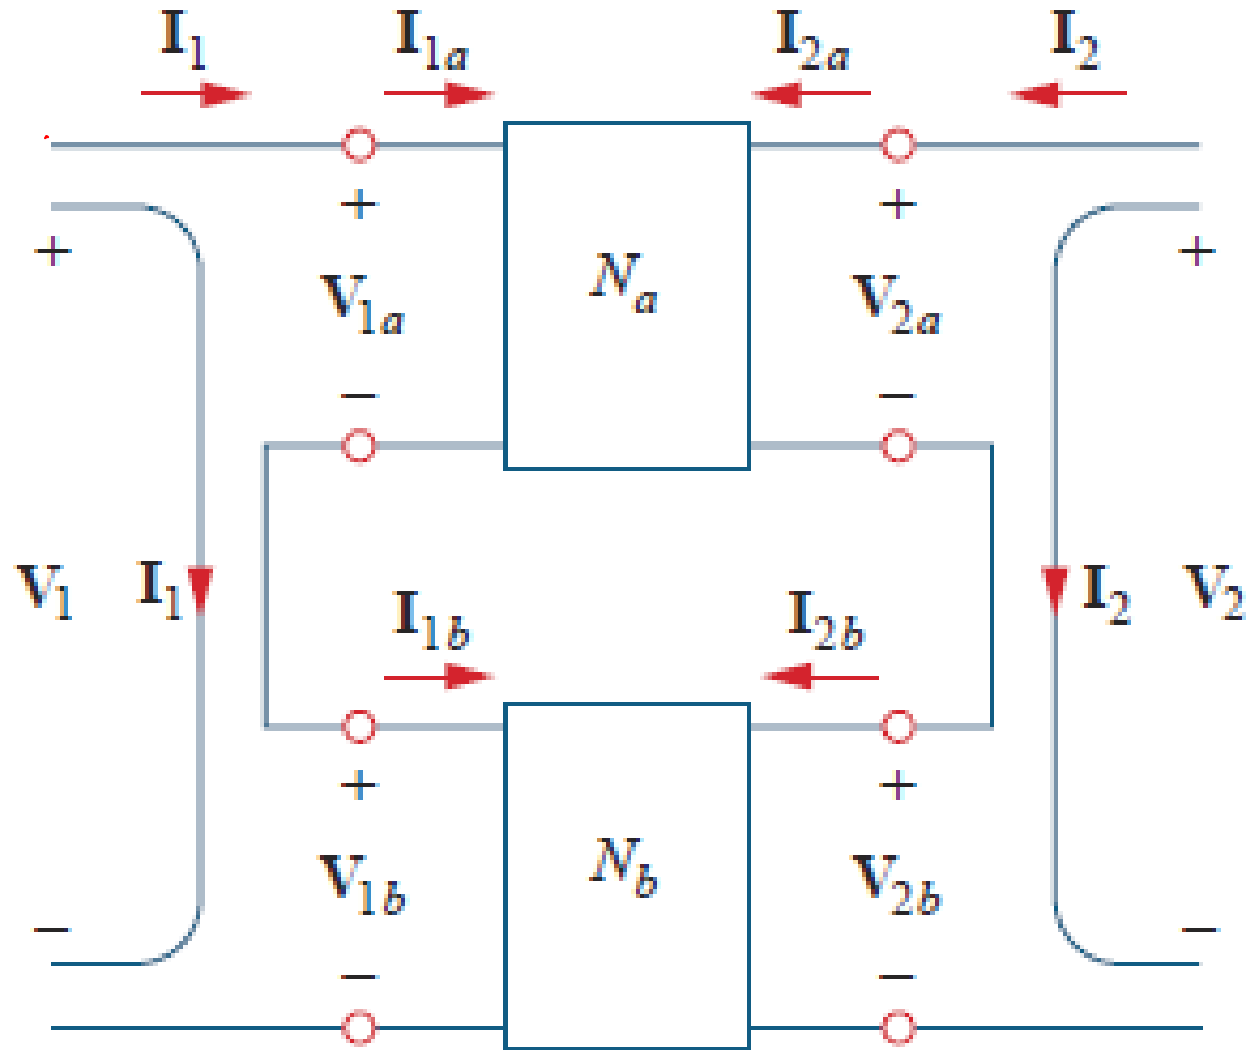 I1 I1a I2a I2
+ + + +
V1a Na V2a
− −
V1 I1 I1b I2b I2 V2
+ +
− V1b Nb V2b −
− −